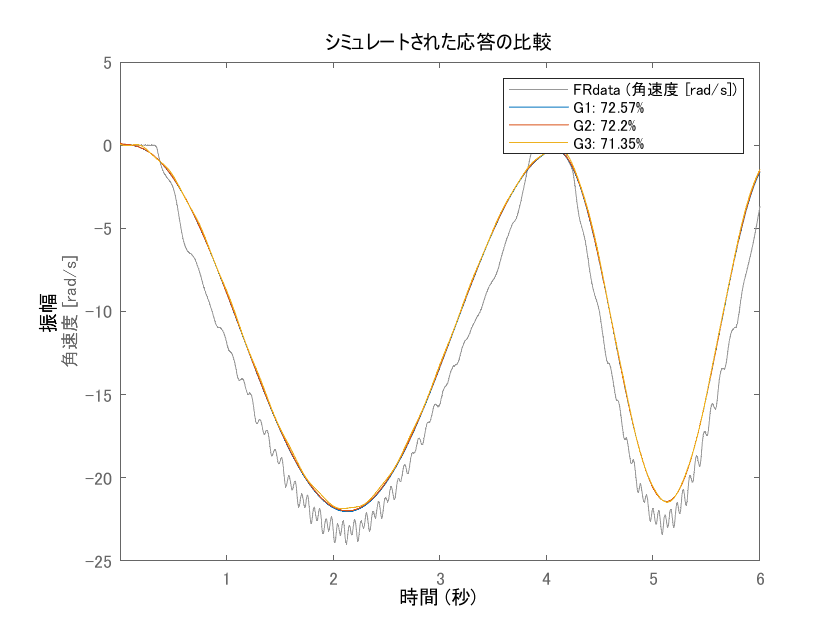 シミュレートされた応答の比較
FRdata (角速度 [rad/s])
G1: 72.57%
G2: 72.2%
G3: 71.35%
5
0
-5
-10
-15
-20
-25
振幅
角速度 [rad/s]
1
2
3
4
5
6
時間 (秒)